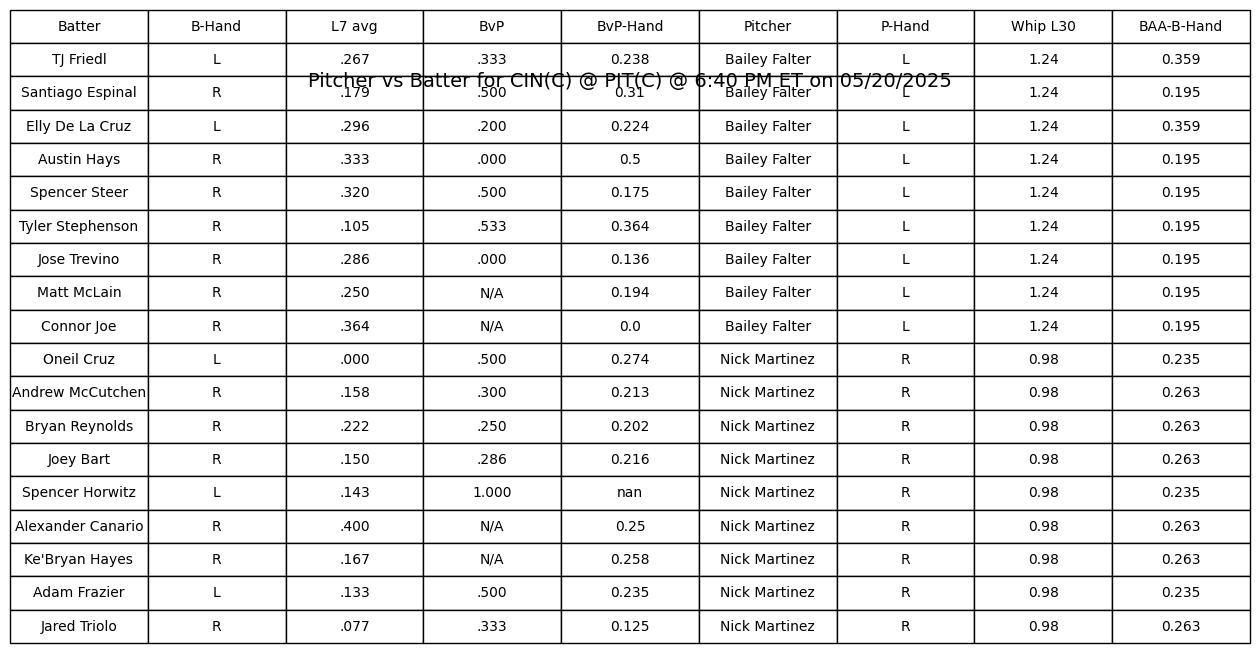 Batter B-Hand L7 avg BvP BvP-Hand Pitcher P-Hand Whip L30 BAA-B-Hand
TJ Friedl L .267 .333 0.238 Bailey Falter L 1.24 0.359
Pitcher vs Batter for CIN(C) @ PIT(C) @ 6:40 PM ET on 05/20/2025
Santiago Espinal R .179 .500 0.31 Bailey Falter L 1.24 0.195
Elly De La Cruz L .296 .200 0.224 Bailey Falter L 1.24 0.359
Austin Hays R .333 .000 0.5 Bailey Falter L 1.24 0.195
Spencer Steer R .320 .500 0.175 Bailey Falter L 1.24 0.195
Tyler Stephenson R .105 .533 0.364 Bailey Falter L 1.24 0.195
Jose Trevino R .286 .000 0.136 Bailey Falter L 1.24 0.195
Matt McLain R .250 N/A 0.194 Bailey Falter L 1.24 0.195
Connor Joe R .364 N/A 0.0 Bailey Falter L 1.24 0.195
Oneil Cruz L .000 .500 0.274 Nick Martinez R 0.98 0.235
Andrew McCutchen R .158 .300 0.213 Nick Martinez R 0.98 0.263
Bryan Reynolds R .222 .250 0.202 Nick Martinez R 0.98 0.263
Joey Bart R .150 .286 0.216 Nick Martinez R 0.98 0.263
Spencer Horwitz L .143 1.000 nan Nick Martinez R 0.98 0.235
Alexander Canario R .400 N/A 0.25 Nick Martinez R 0.98 0.263
Ke'Bryan Hayes R .167 N/A 0.258 Nick Martinez R 0.98 0.263
Adam Frazier L .133 .500 0.235 Nick Martinez R 0.98 0.235
Jared Triolo R .077 .333 0.125 Nick Martinez R 0.98 0.263